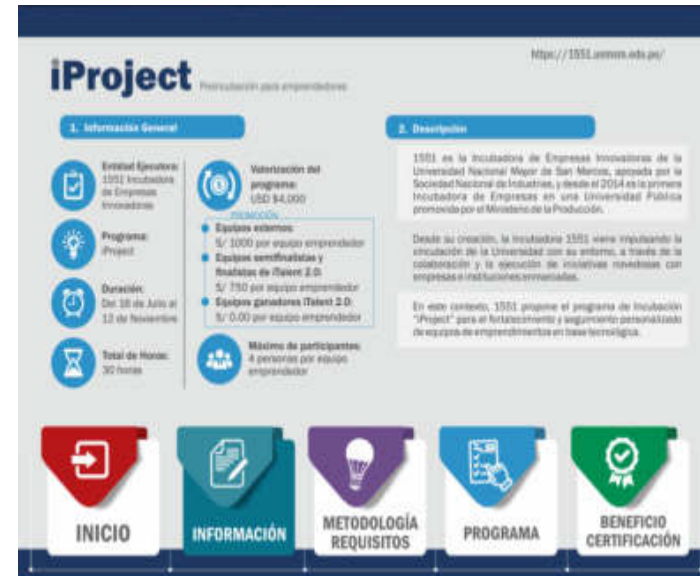 https://1551.unmsm.edu.pe/
iProject Preincubación para emprendedores
1. Información General
Entidad Ejecutora:
1551 Incubadora
de Empresas
Innovadoras
Programa:
iProject
Duración:
Del 16 de Julio al
12 de Noviembre
Total de Horas:
30 horas
Valorización del
programa:
USD $4,000
PROMOCIÓN
Equipos externos:
S/ 1000 por equipo emprendedor
Equipos semifinalistas y
finalistas de iTalent 2.0:
S/ 750 por equipo emprendedor
Equipos ganadores iTalent 2.0:
S/ 0.00 por equipo emprendedor
Máximo de participantes:
4 personas por equipo
emprendedor
2. Descripción
1551 es la Incubadora de Empresas Innovadoras de la
Universidad Nacional Mayor de San Marcos, apoyada por la
Sociedad Nacional de Industrias, y desde el 2014 es la primera
Incubadora de Empresas en una Universidad Pública
promovida por el Ministerio de la Producción.
Desde su creación, la Incubadora 1551 viene impulsando la
vinculación de la Universidad con su entorno, a través de la
colaboración y la ejecución de iniciativas novedosas con
empresas e instituciones
En este contexto, 1551 propone el programa de Incubación
"iProject" para el fortalecimiento y seguimiento personalizado
de equipos de emprendimientos en base tecnológica.
INICIO
INFORMACIÓN
METODOLOGÍA
REQUISITOS
PROGRAMA
BENEFICIO
CERTIFICACIÓN